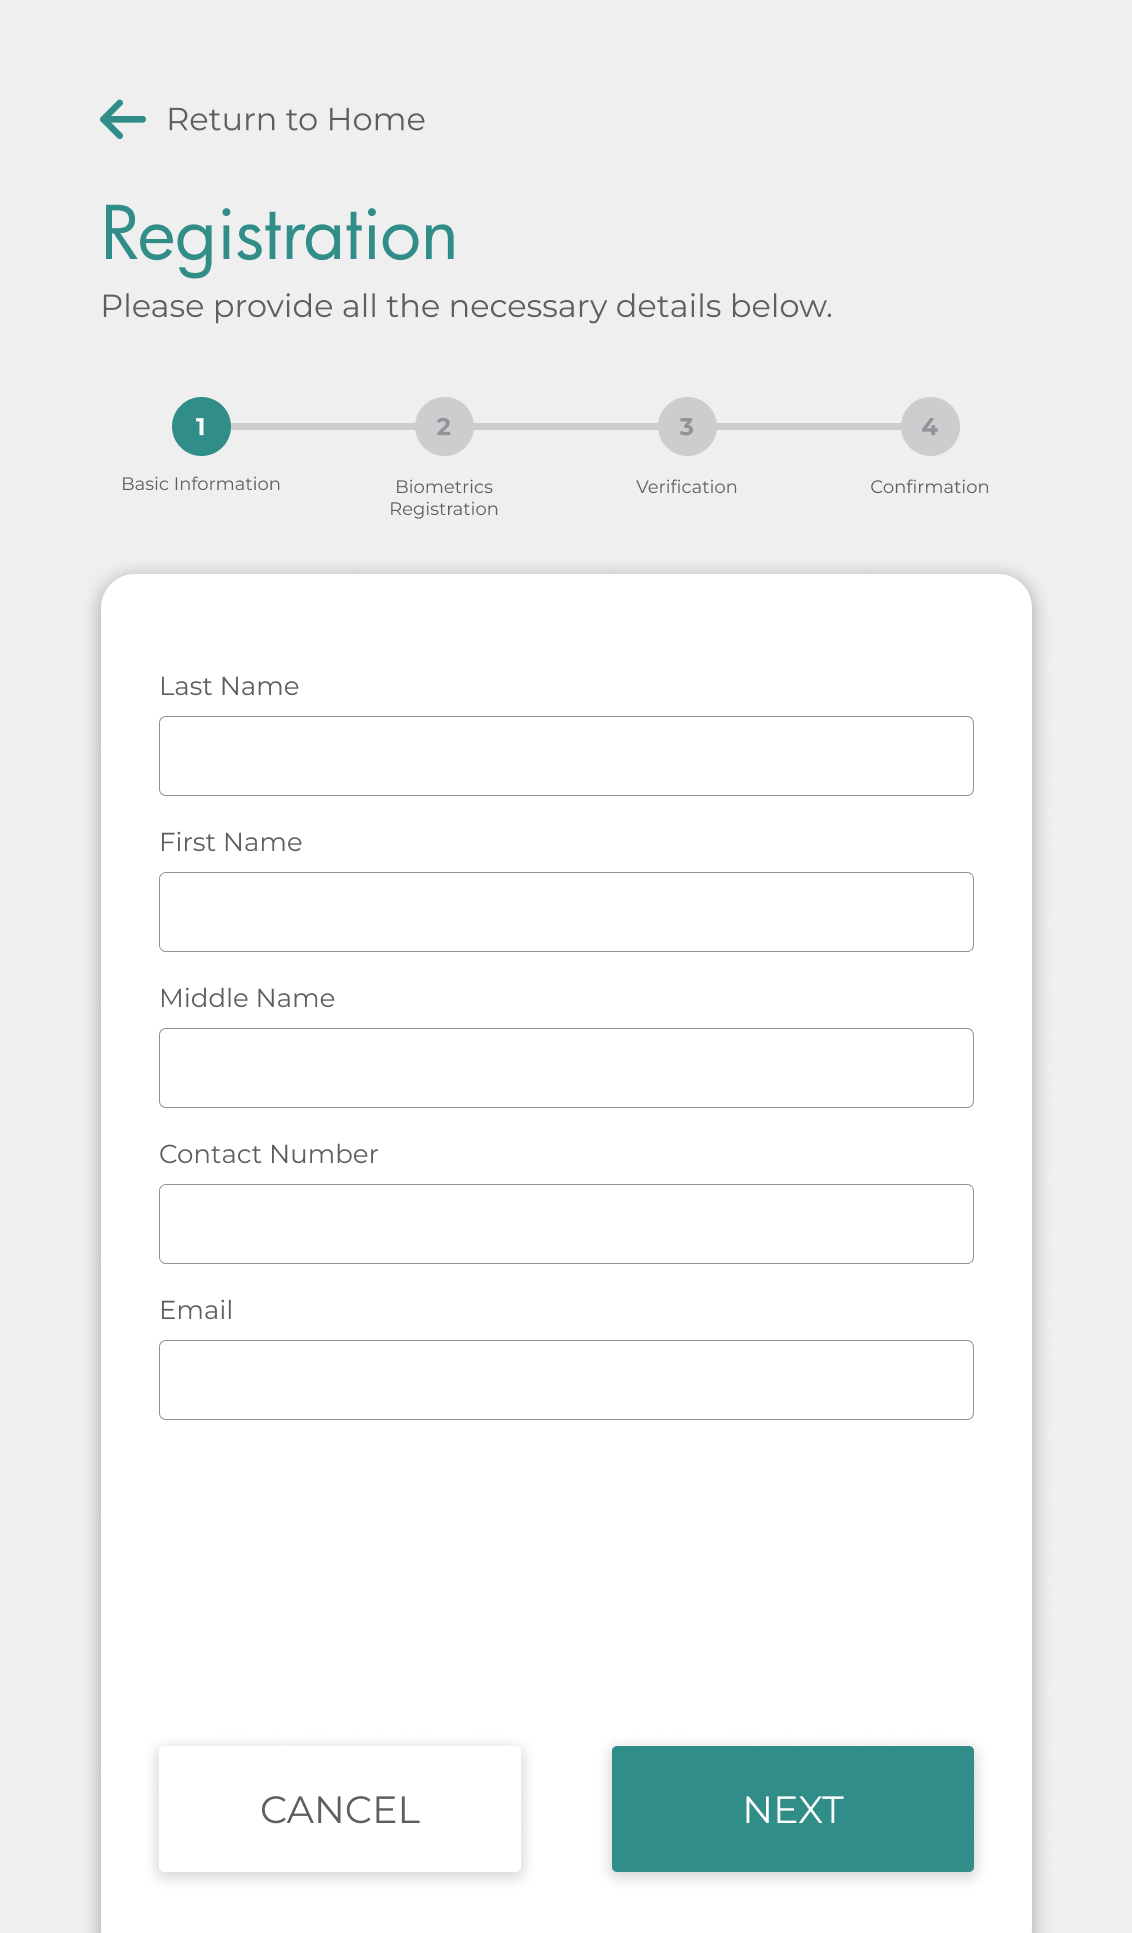 Return to Home
Registration
Please provide all the necessary details below.
1 2 3 4
Basic Information
Biometrics
Registration
Verification
Confirmation
Last Name
First Name
Middle Name
Contact Number
Email
CANCEL
NEXT